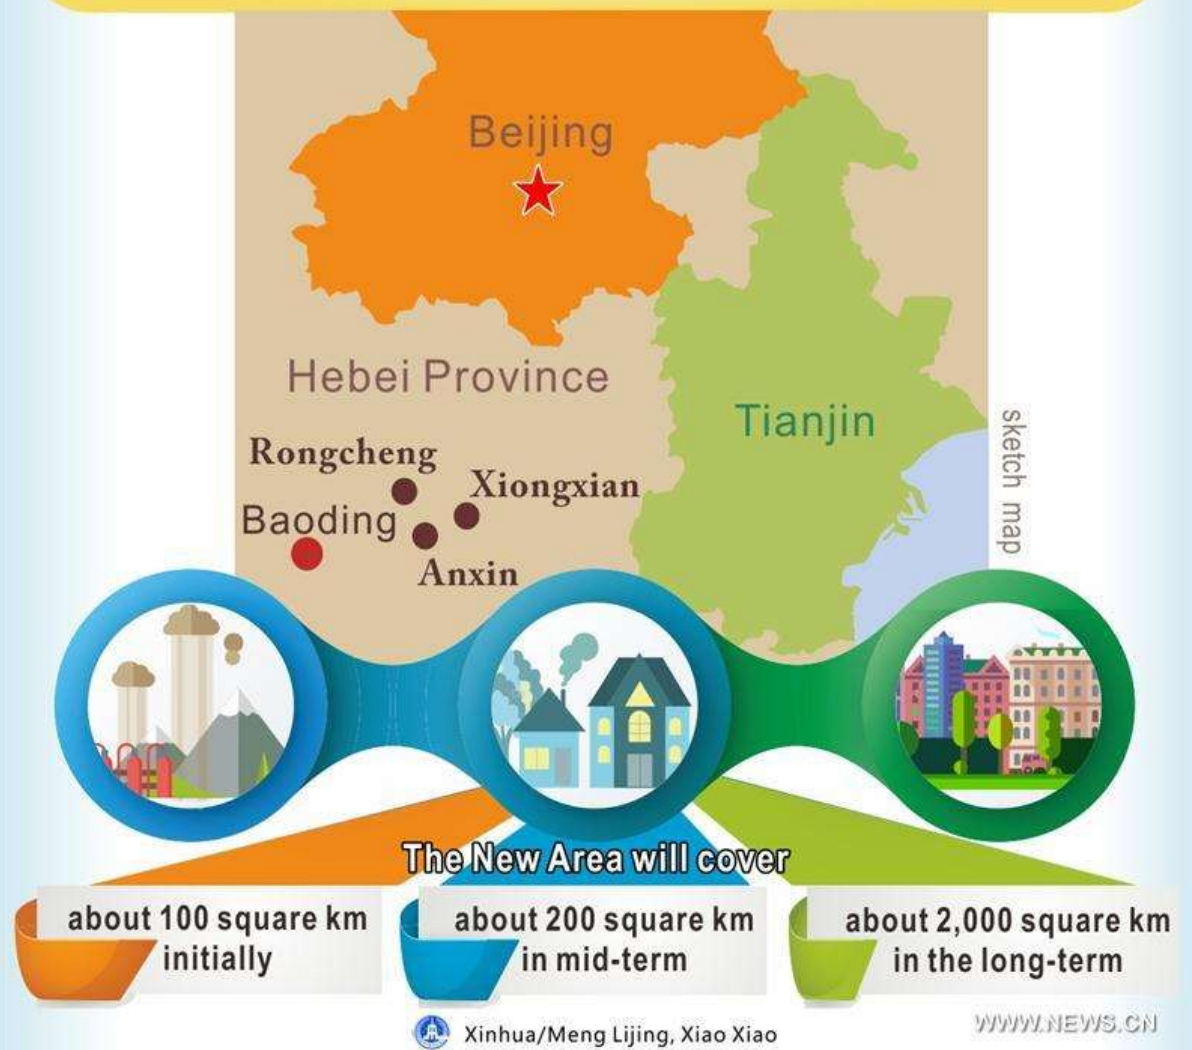 Beijing
Hebei Province
Tianjin
sketch map
Rongcheng
Xiongxian
Baoding
Anxin
The New Area will cover
about 100 square km
initially
about 200 square km
in mid-term
about 2,000 square km
in the long-term
Xinhua/Meng Lijing, Xiao Xiao
WWW.NEWS.CN